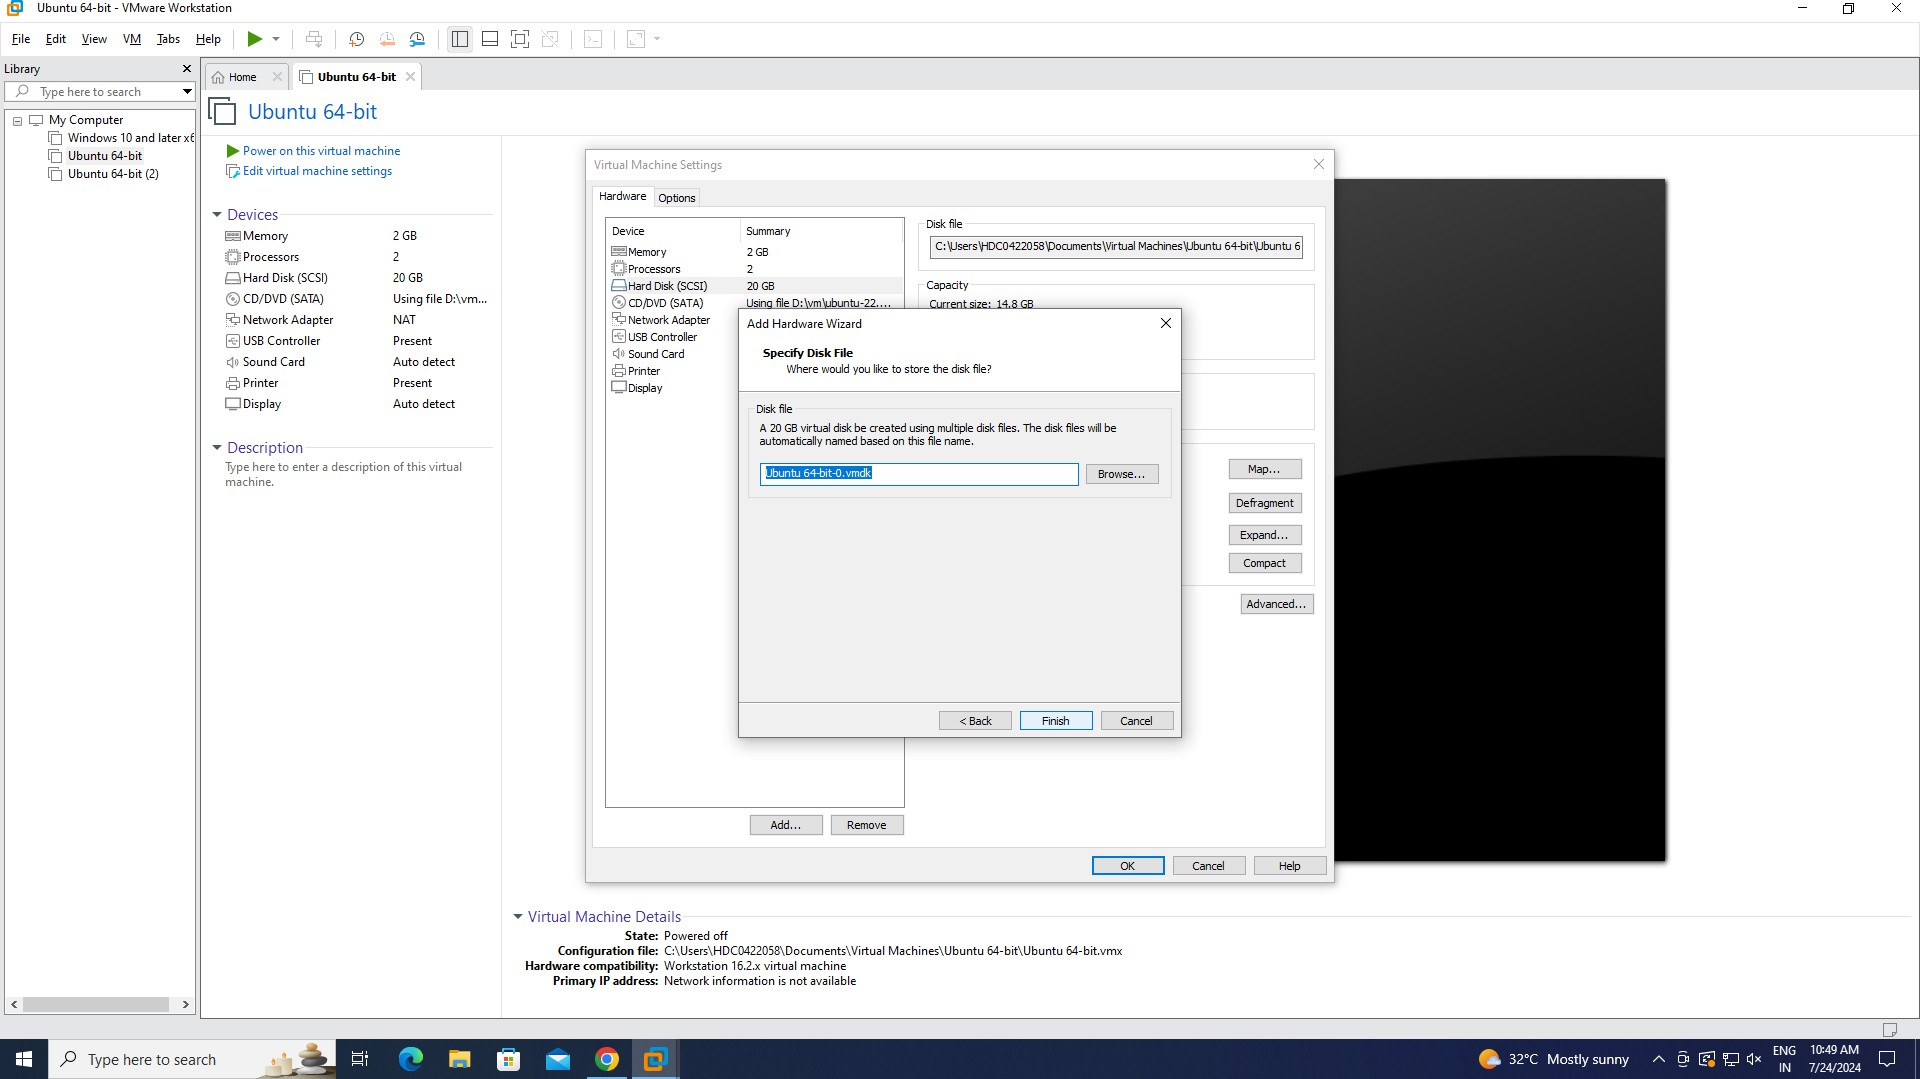 Ubuntu 64-bit - VMware Workstation
File Edit View VM Tabs Help
Library
Type here to search
My Computer
Windows 10 and later x6
Ubuntu 64-bit
Ubuntu 64-bit (2)
Home
Ubuntu 64-bit
Ubuntu 64-bit
Power on this virtual machine
Edit virtual machine settings
Devices
Memory 2 GB
Processors 2
Hard Disk (SCSI) 20 GB
CD/DVD (SATA) Using file D:\vm...
Network Adapter NAT
USB Controller Present
Sound Card Auto detect
Printer Present
Display Auto detect
Description
Type here to enter a description of this virtual
machine.
Virtual Machine Settings
Hardware Options
Device Summary
Memory 2 GB
Processors 2
Hard Disk (SCSI) 20 GB
CD/DVD (SATA) Using file D:\vm\ubuntu-22....
Network Adapter
USB Controller
Sound Card
Printer
Display
Disk file
C:\Users\HDC0422058\Documents\Virtual Machines\Ubuntu 64-bit\Ubuntu 6
Capacity
Current size: 14.8 GB
Map...
Defragment
Expand...
Compact
Advanced...
Add... Remove
OK Cancel Help
Add Hardware Wizard
Specify Disk File
Where would you like to store the disk file?
Disk file
A 20 GB virtual disk be created using multiple disk files. The disk files will be
automatically named based on this file name.
Ubuntu 64-bit-0.vmdk
Browse...
< Back Finish Cancel
Virtual Machine Details
State: Powered off
Configuration file: C:\Users\HDC0422058\Documents\Virtual Machines\Ubuntu 64-bit\Ubuntu 64-bit.vmx
Hardware compatibility: Workstation 16.2.x virtual machine
Primary IP address: Network information is not available
Type here to search
32°C Mostly sunny
ENG
IN
10:49 AM
7/24/2024